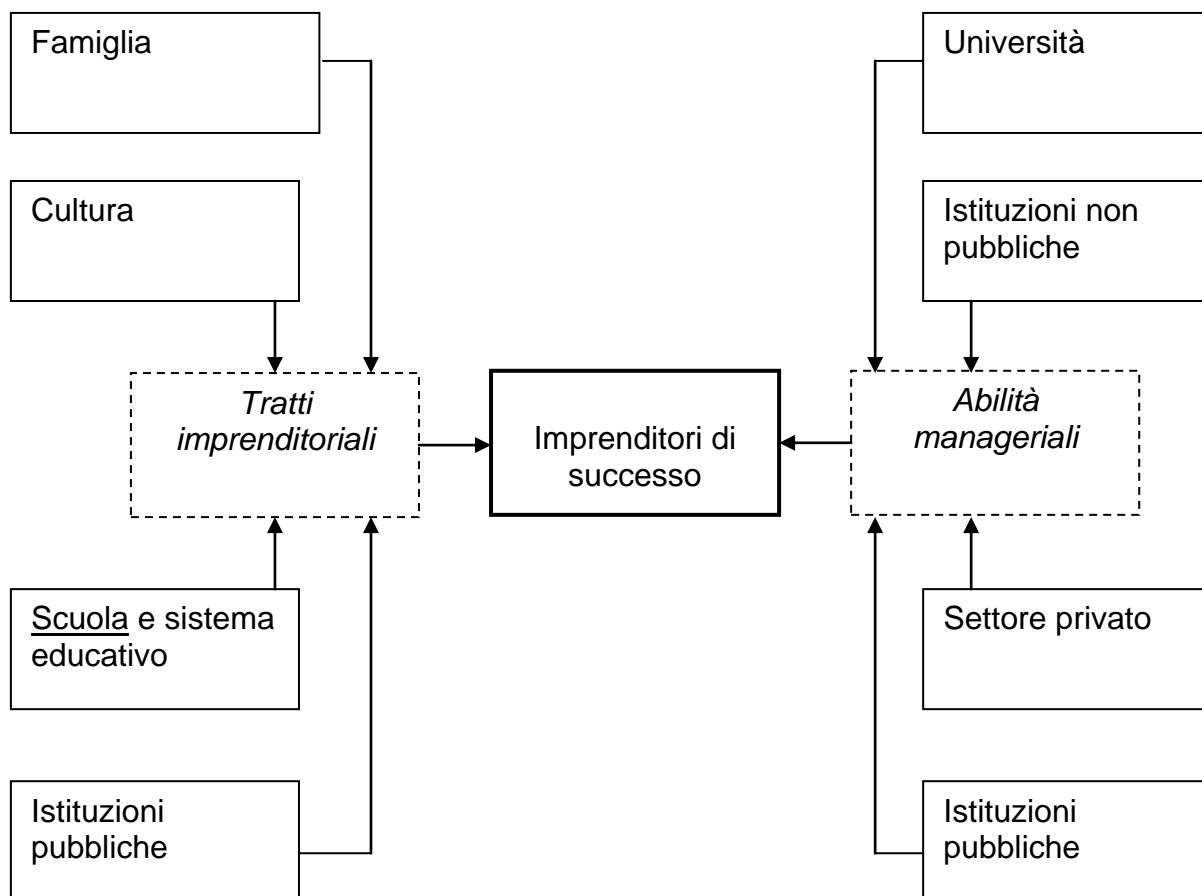 Famiglia
Università
Cultura
Istituzioni non
pubbliche
Tratti
imprenditoriali
Imprenditori di
successo
Abilità
manageriali
Scuola e sistema
educativo
Settore privato
Istituzioni
pubbliche
Istituzioni
pubbliche